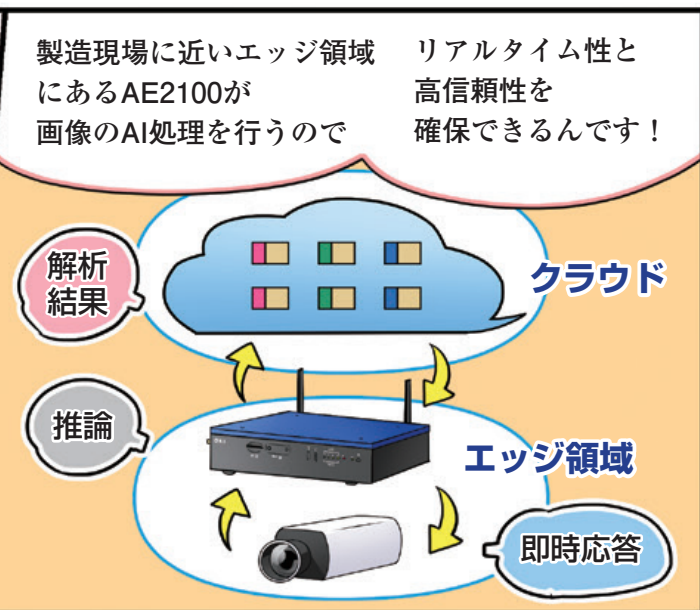 製造現場に近いエッジ領域
にあるAE2100が
画像のAI処理を行うので
リアルタイム性と
高信頼性を
確保できるんです！
解析
結果
クラウド
推論
エッジ領域
即時応答